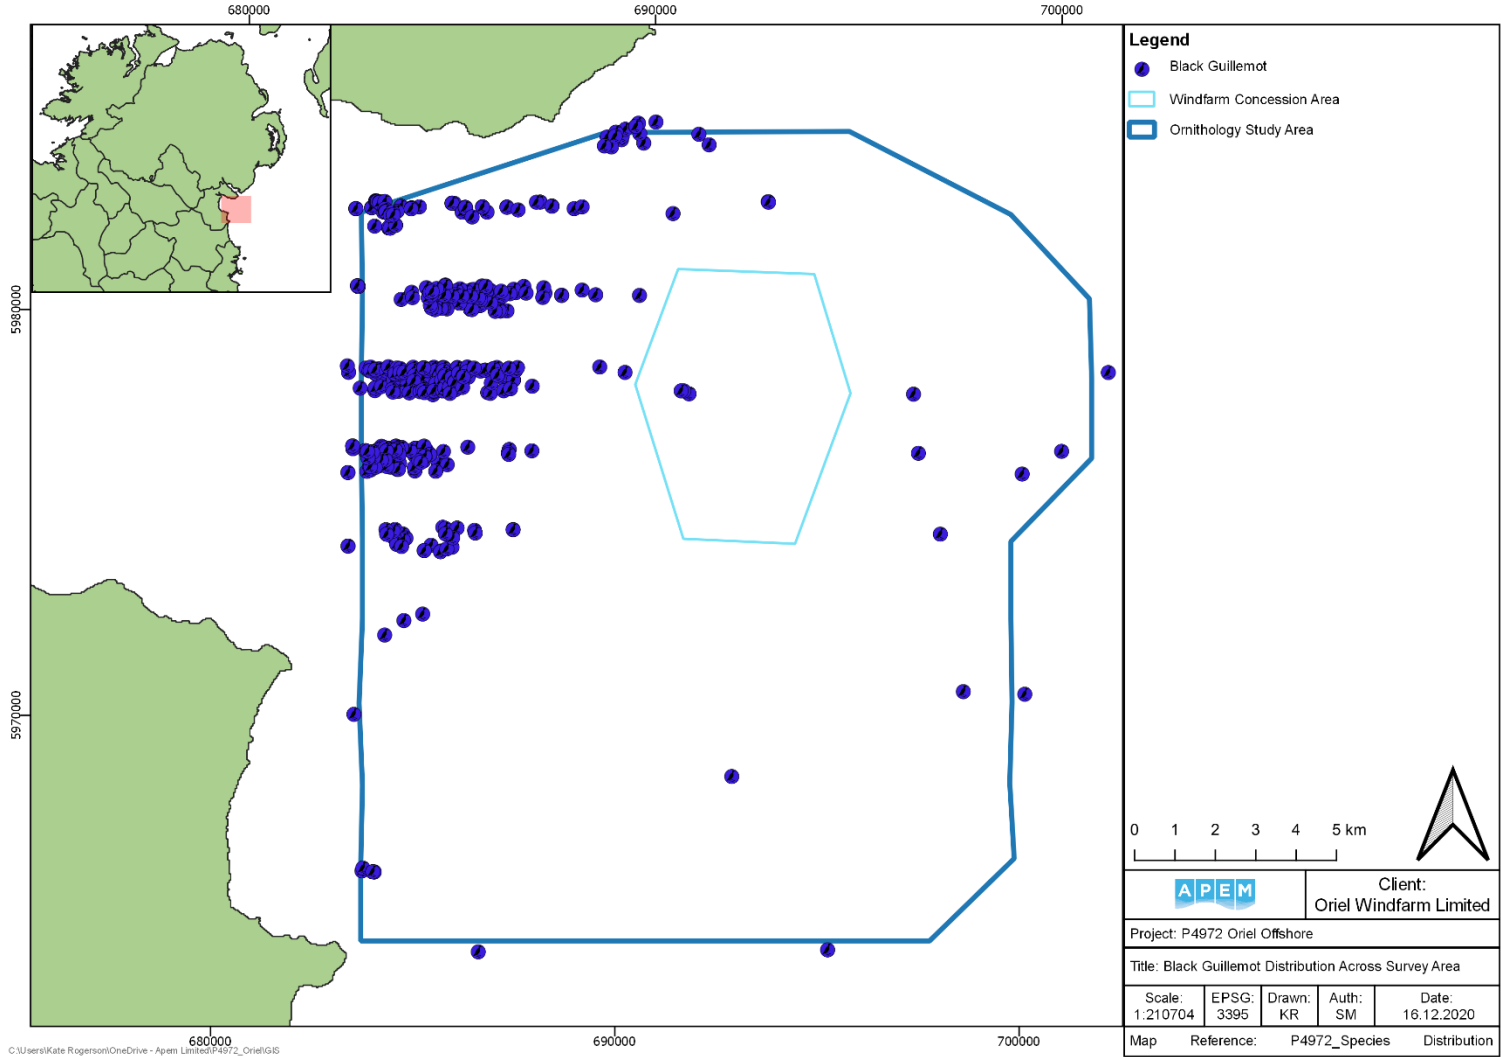 680000
690000
700000
5980000
5970000
680000
690000
700000
Legend
Black Guillemot
Windfarm Concession Area
Ornithology Study Area
0 1 2 3 4 5 km
APEM
Client:
Oriel Windfarm Limited
Project: P4972 Oriel Offshore
Title: Black Guillemot Distribution Across Survey Area
Scale:
1:210704
EPSG:
3395
Drawn:
KR
Auth:
SM
Date:
16.12.2020
Map Reference: P4972_Species Distribution
C:\Users\Kate Rogerson\OneDrive - Apem Limited\P4972_Oriel\GIS